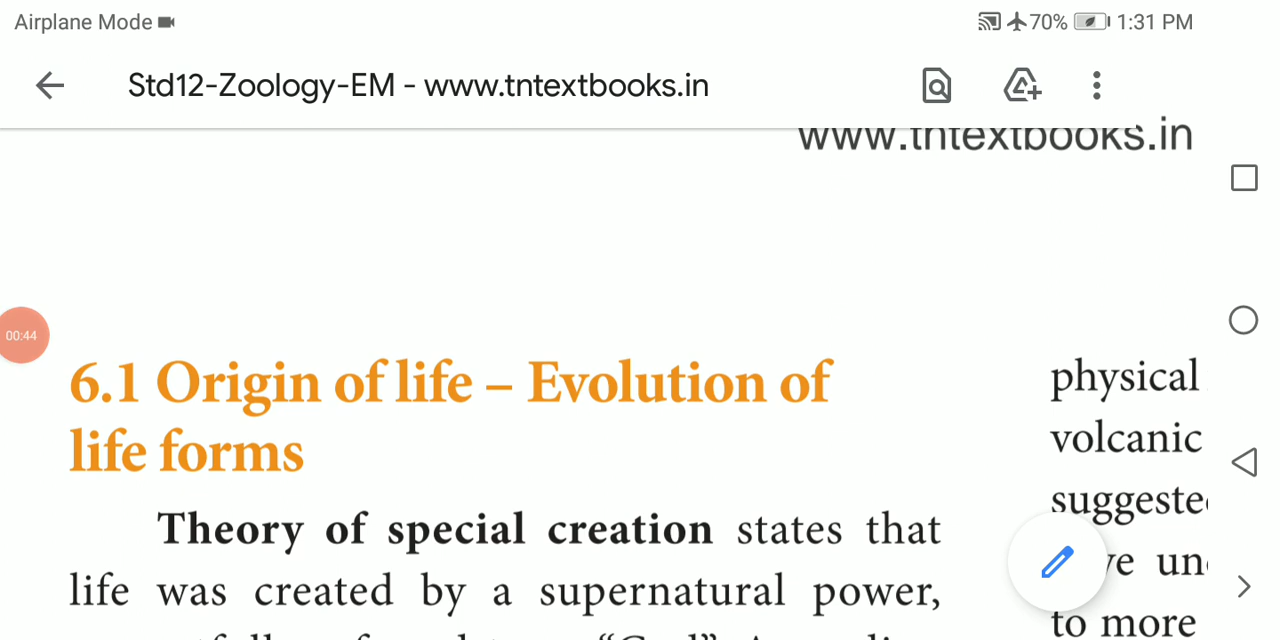 Airplane Mode
70% 1:31 PM
Std12-Zoology-EM - www.tntextbooks.in
www.tntextbooks.in
00:44
6.1 Origin of life – Evolution of
life forms
Theory of special creation states that
life was created by a supernatural power,
physical
volcanic
to more